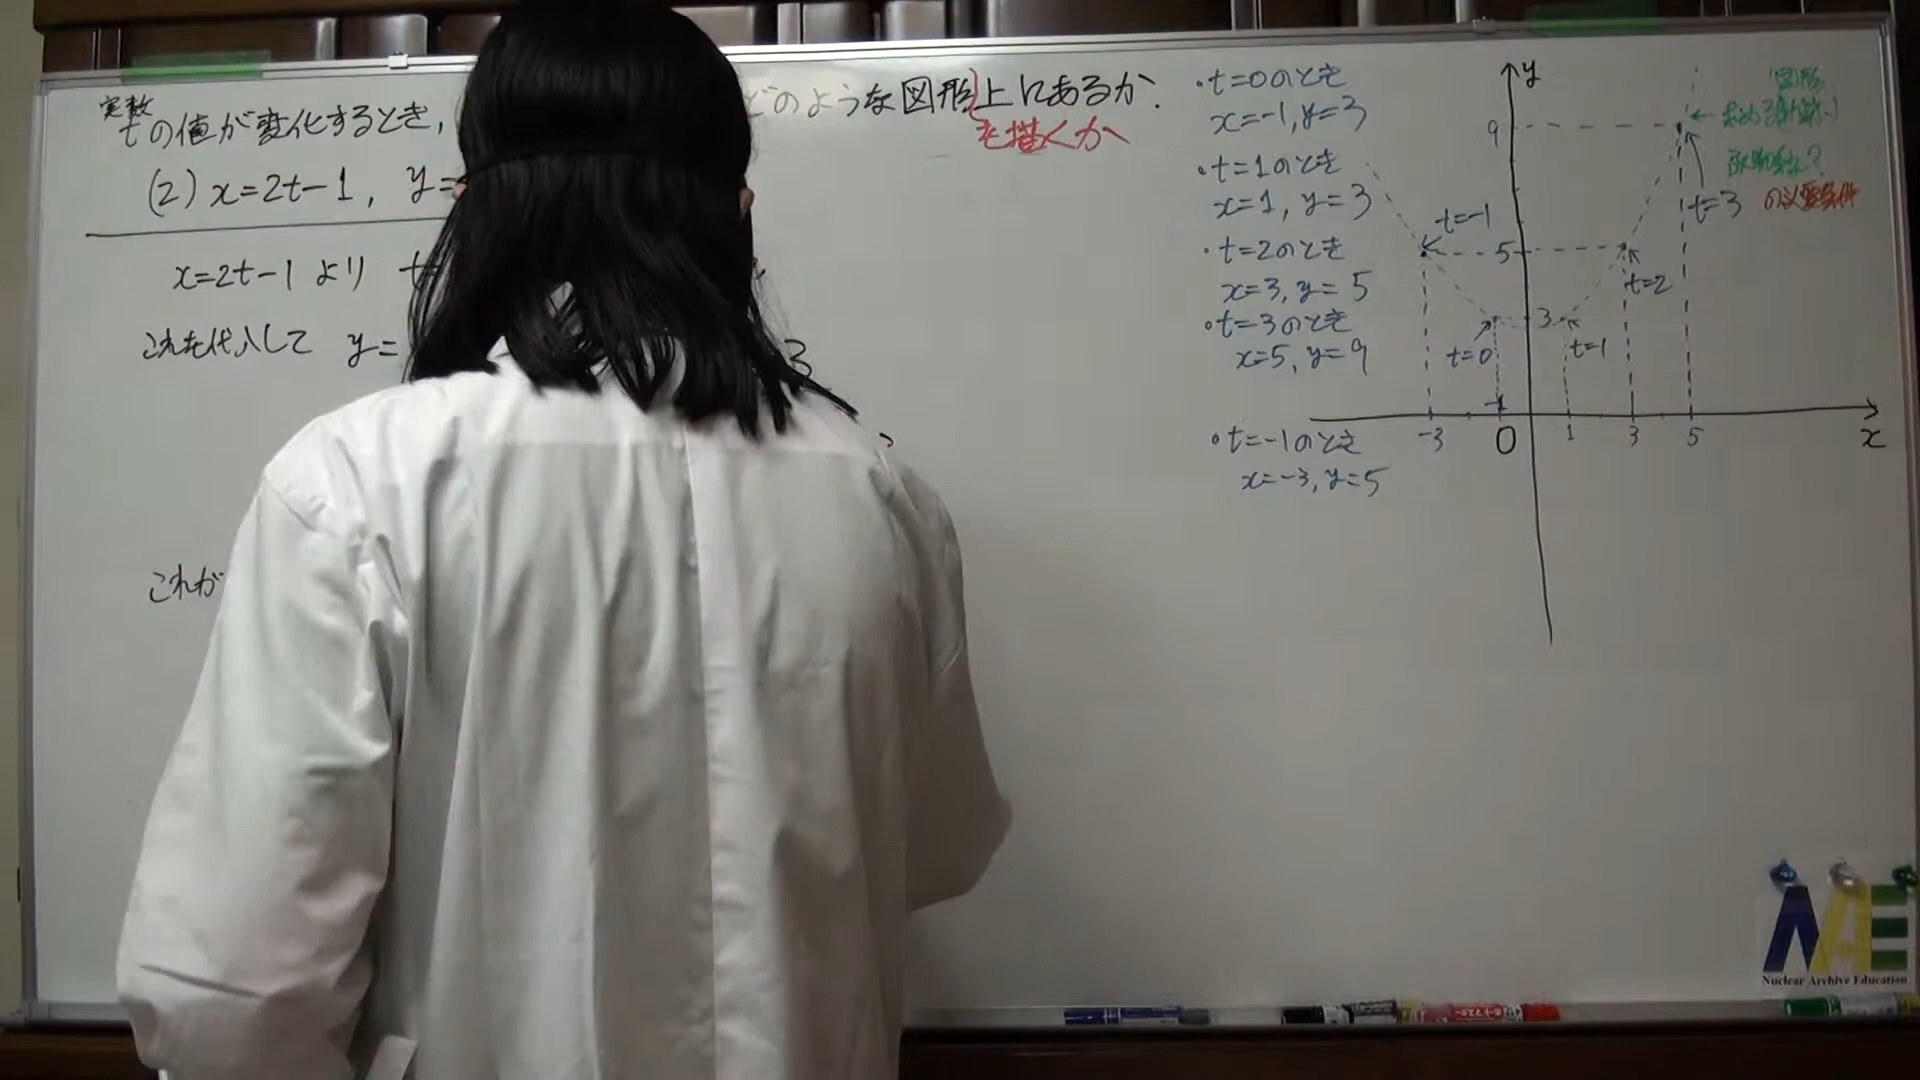 実数
tの値が変化するとき,
どのような図形上にあるか.
を描くか
(2) x=2t-1, y=
x=2t-1 より t=
これを代入して y=
3
これが
・t=0のとき
x=-1, y=3
・t=1のとき
x=1, y=3
・t=2のとき
x=3, y=5
・t=3のとき
x=5, y=9
・t=-1のとき
x=-3, y=5
y
9
t=3
t=-1
5
t=2
3
t=0
t=1
-1
-3
O
1
3
5
x
図形
の必要条件
Nuclear Archive Education